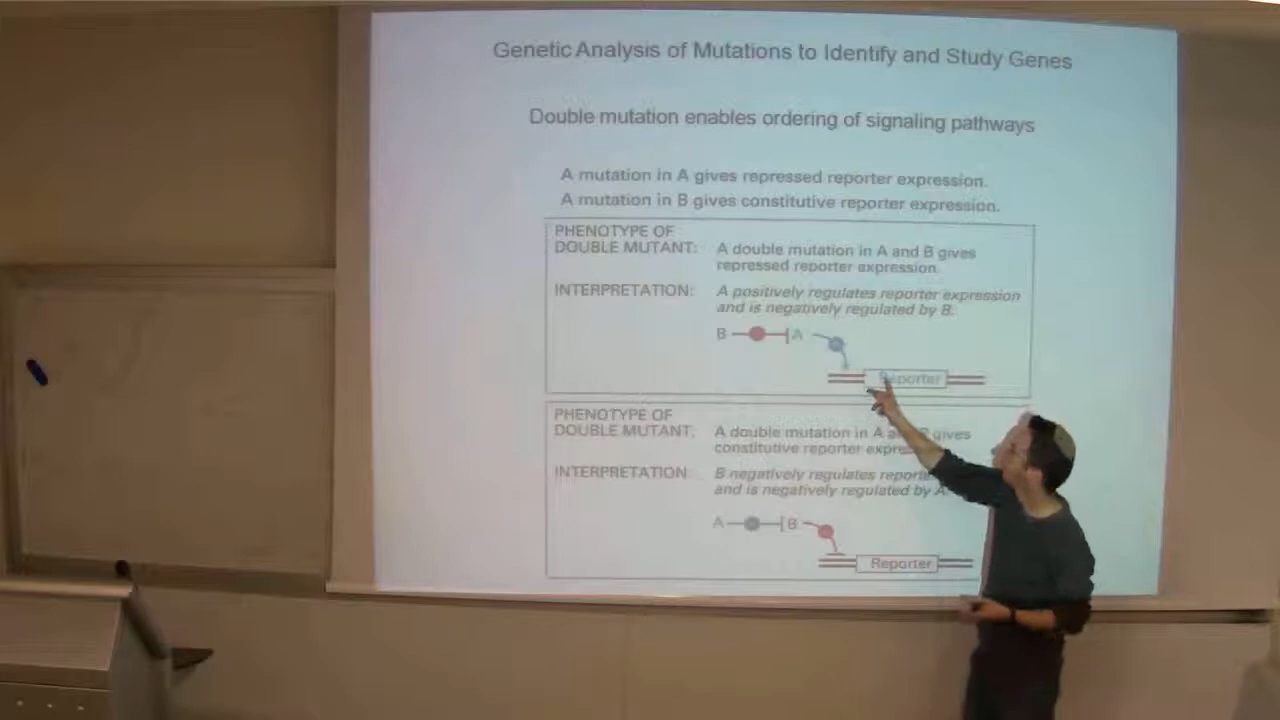 Genetic Analysis of Mutations to Identify and Study Genes
Double mutation enables ordering of signaling pathways
A mutation in A gives repressed reporter expression.
A mutation in B gives constitutive reporter expression.
PHENOTYPE OF
DOUBLE MUTANT: A double mutation in A and B gives
repressed reporter expression.
INTERPRETATION: A positively regulates reporter expression
and is negatively regulated by B.
B A
Reporter
PHENOTYPE OF
DOUBLE MUTANT: A double mutation in A gives
constitutive reporter
INTERPRETATION: B negatively regulates
and is negatively regulated by A
A B
Reporter